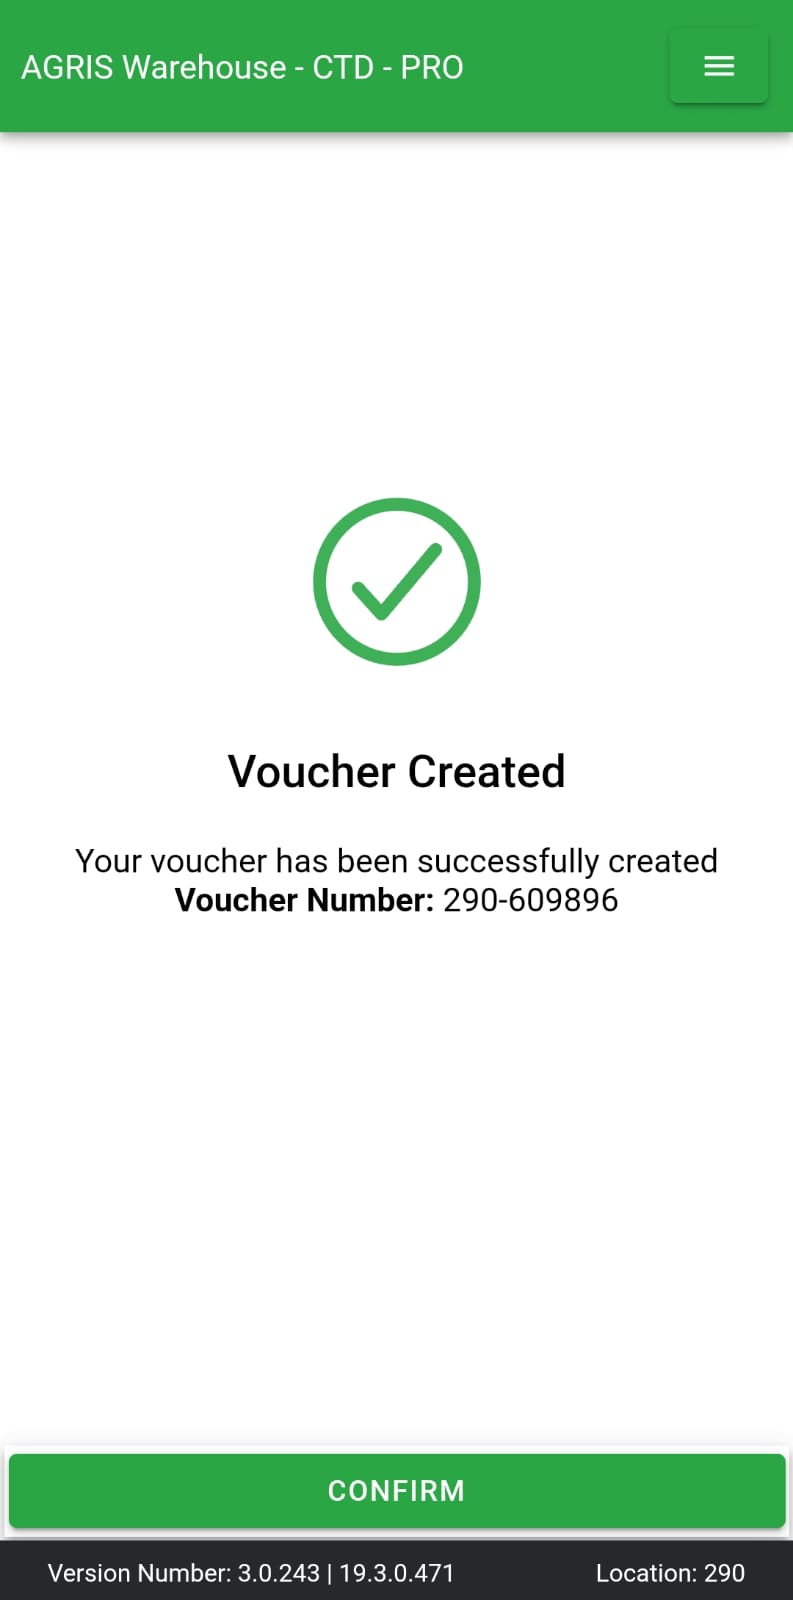 AGRIS Warehouse - CTD - PRO
Voucher Created
Your voucher has been successfully created
Voucher Number: 290-609896
CONFIRM
Version Number: 3.0.243 | 19.3.0.471 Location: 290